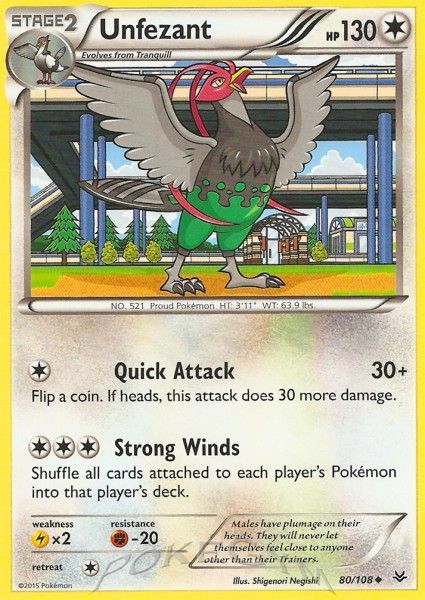 STAGE2
Unfezant
HP130
Evolves from Tranquill
NO. 521 Proud Pokémon HT: 3'11" WT: 63.9 lbs.
Quick Attack 30+
Flip a coin. If heads, this attack does 30 more damage.
Strong Winds
Shuffle all cards attached to each player's Pokémon
into that player's deck.
weakness resistance
×2 -20
retreat
Males have plumage on their
heads. They will never let
themselves feel close to anyone
other than their Trainers.
©2015 Pokémon
Illus. Shigenori Negishi
80/108